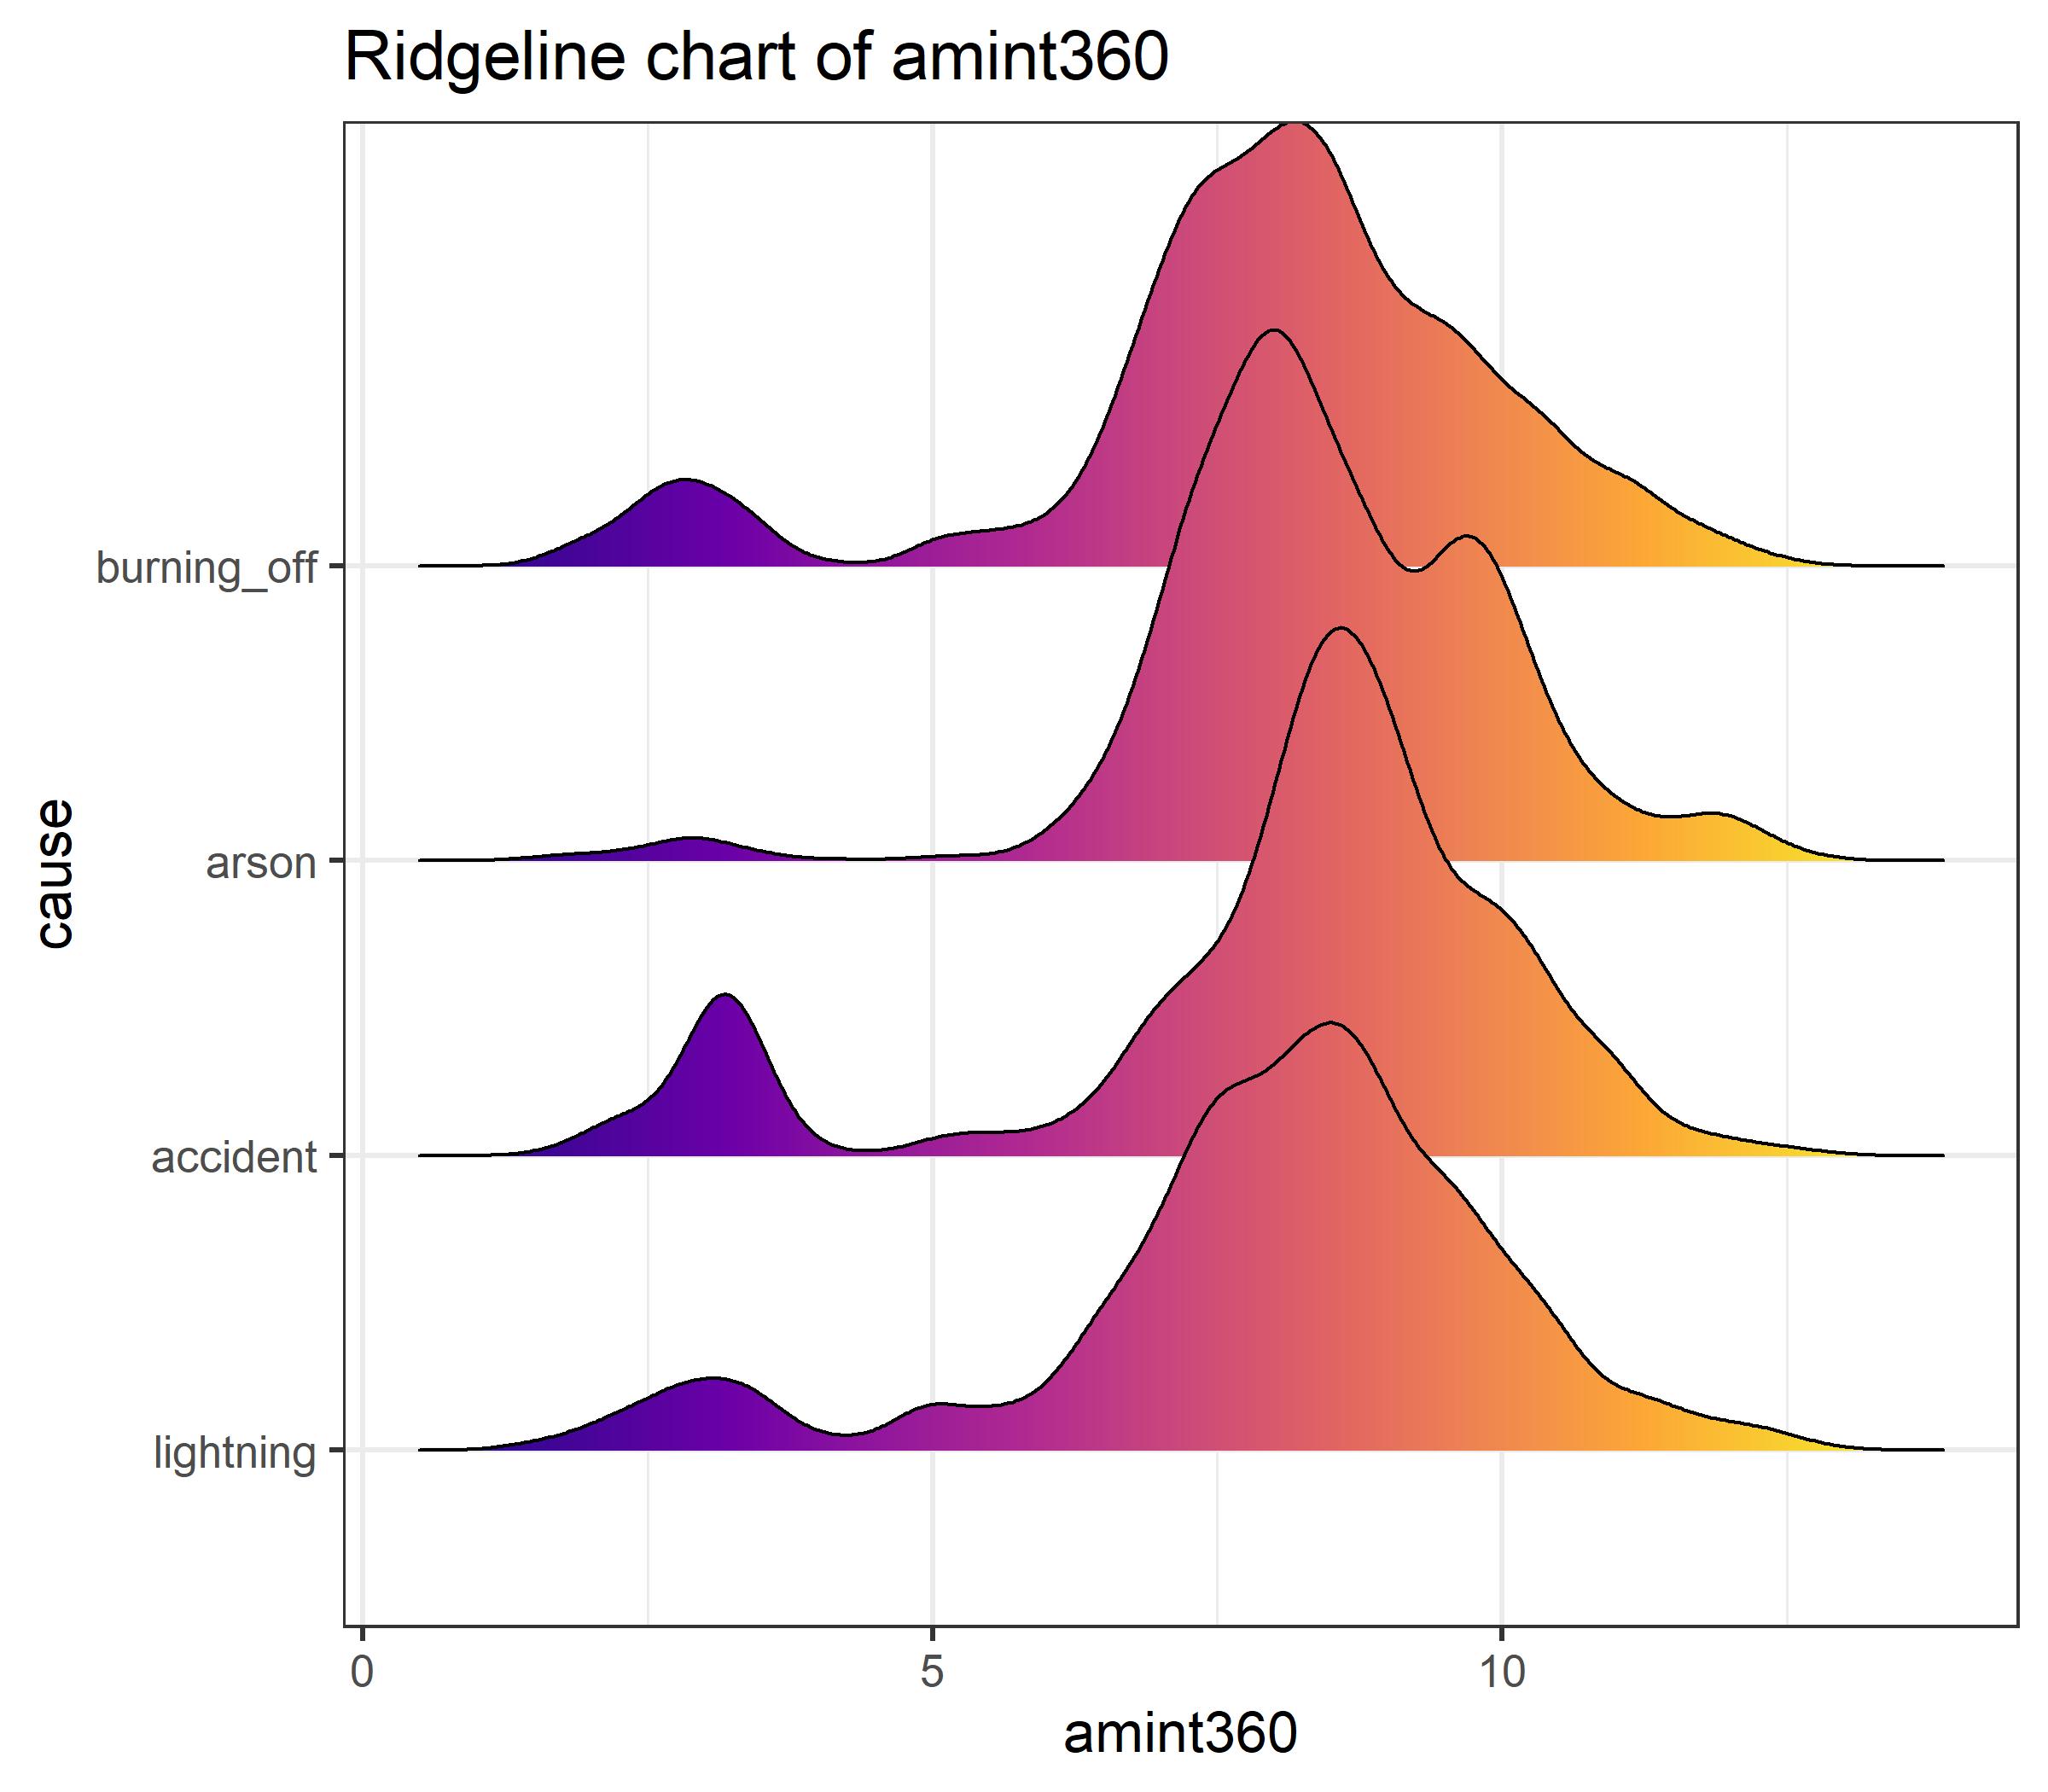 Ridgeline chart of amint360
cause
burning_off
arson
accident
lightning
0 5 10
amint360